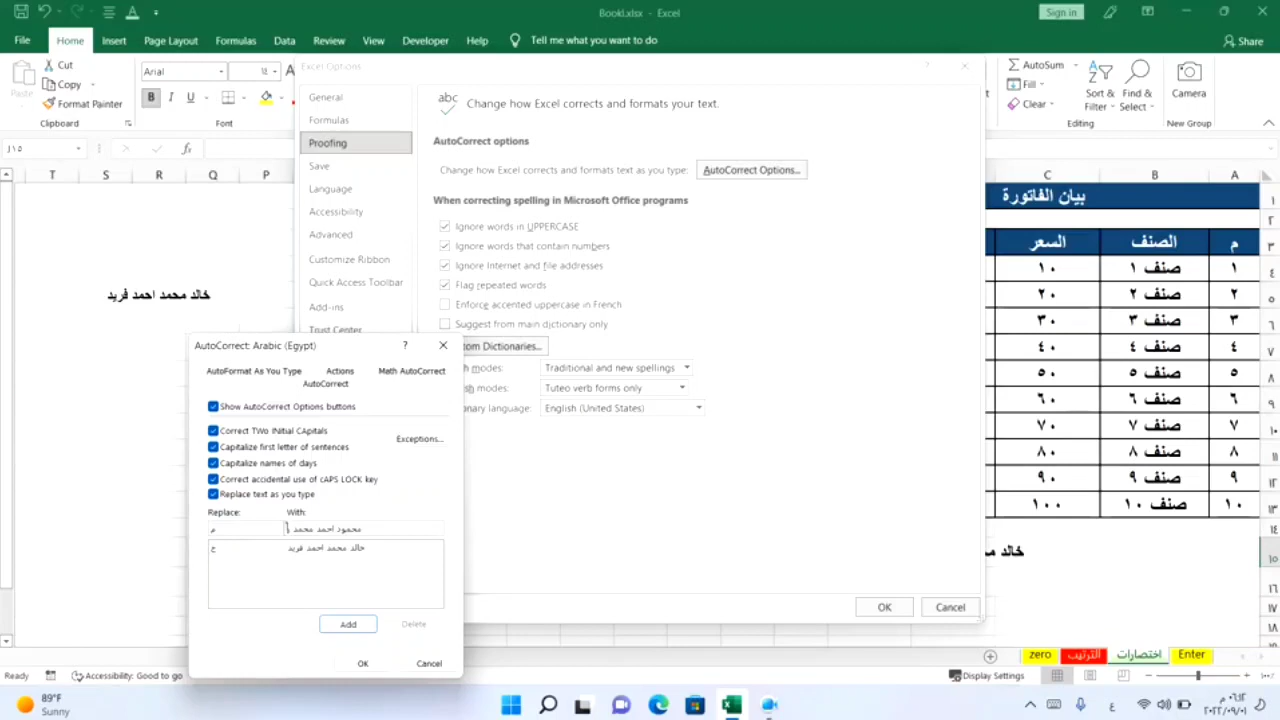 Book1.xlsx - Excel
Sign in
File Home Insert Page Layout Formulas Data Review View Developer Help Tell me what you want to do Share
Paste
Cut
Copy
Format Painter
Clipboard
Arial
B I U
Font
AutoSum
Fill
Clear
Sort & Filter
Find & Select
Editing
Camera
New Group
fx
T S R Q P C B A
Excel Options
General
Formulas
Proofing
Save
Language
Accessibility
Advanced
Customize Ribbon
Quick Access Toolbar
Add-ins
Trust Center
abc
Change how Excel corrects and formats your text.
AutoCorrect options
Change how Excel corrects and formats text as you type: AutoCorrect Options...
When correcting spelling in Microsoft Office programs
Ignore words in UPPERCASE
Ignore words that contain numbers
Ignore Internet and file addresses
Flag repeated words
Enforce accented uppercase in French
Suggest from main dictionary only
tom Dictionaries...
Traditional and new spellings
Tuteo verb forms only
English (United States)
OK Cancel
خالد محمد احمد فريد
AutoCorrect: Arabic (Egypt)
AutoFormat As You Type Actions Math AutoCorrect
AutoCorrect
Show AutoCorrect Options buttons
Correct TWo INitial CApitals
Exceptions...
Capitalize first letter of sentences
Capitalize names of days
Correct accidental use of cAPS LOCK key
Replace text as you type
Replace: With:
م محمود احمد محمد
خ خالد محمد احمد فريد
Add Delete
OK Cancel
بيان الفاتورة
م الصنف السعر
١ صنف ١ ١٠
٢ صنف ٢ ٢٠
٣ صنف ٣ ٣٠
٤ صنف ٤ ٤٠
٥ صنف ٥ ٥٠
٦ صنف ٦ ٦٠
٧ صنف ٧ ٧٠
٨ صنف ٨ ٨٠
٩ صنف ٩ ٩٠
١٠ صنف ١٠ ١٠٠
خالد
zero الترتيب اختصارات Enter
Ready Accessibility: Good to go Display Settings
89°F
Sunny